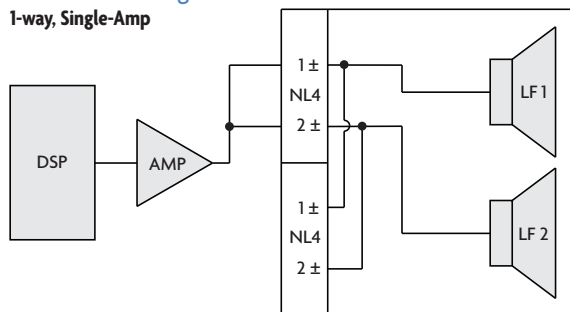 1-way, Single-Amp
DSP
AMP
1 ±
NL4
2 ±
1 ±
NL4
2 ±
LF 1
LF 2